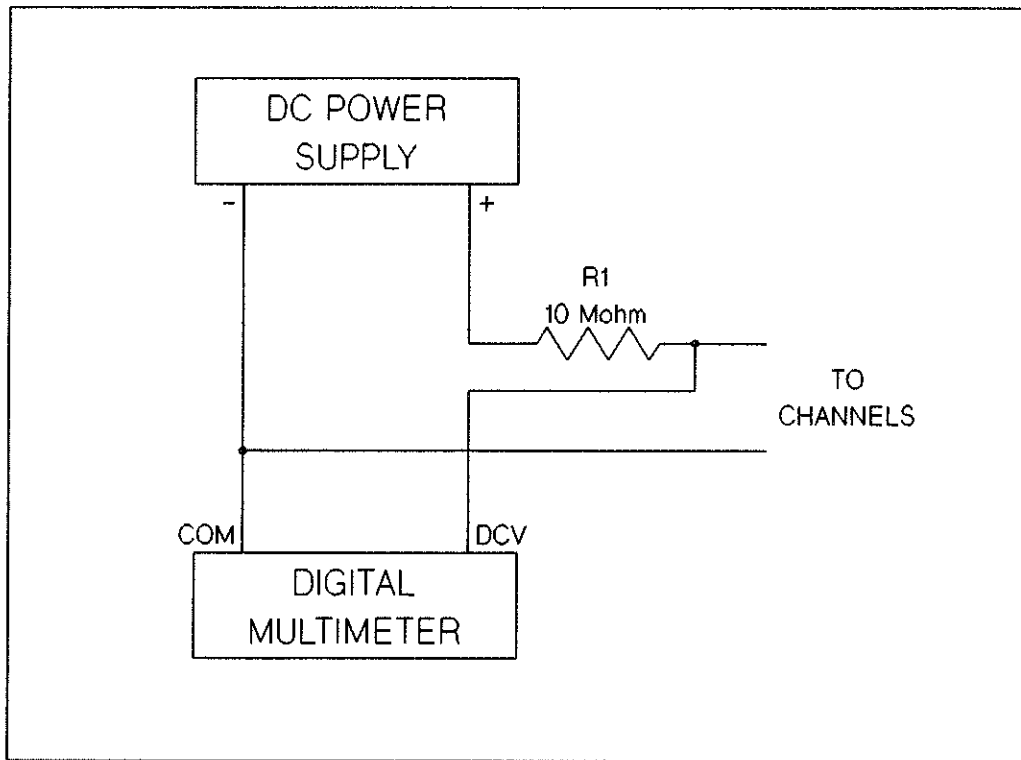 DC POWER
SUPPLY
-
+
R1
10 Mohm
TO
CHANNELS
COM
DCV
DIGITAL
MULTIMETER